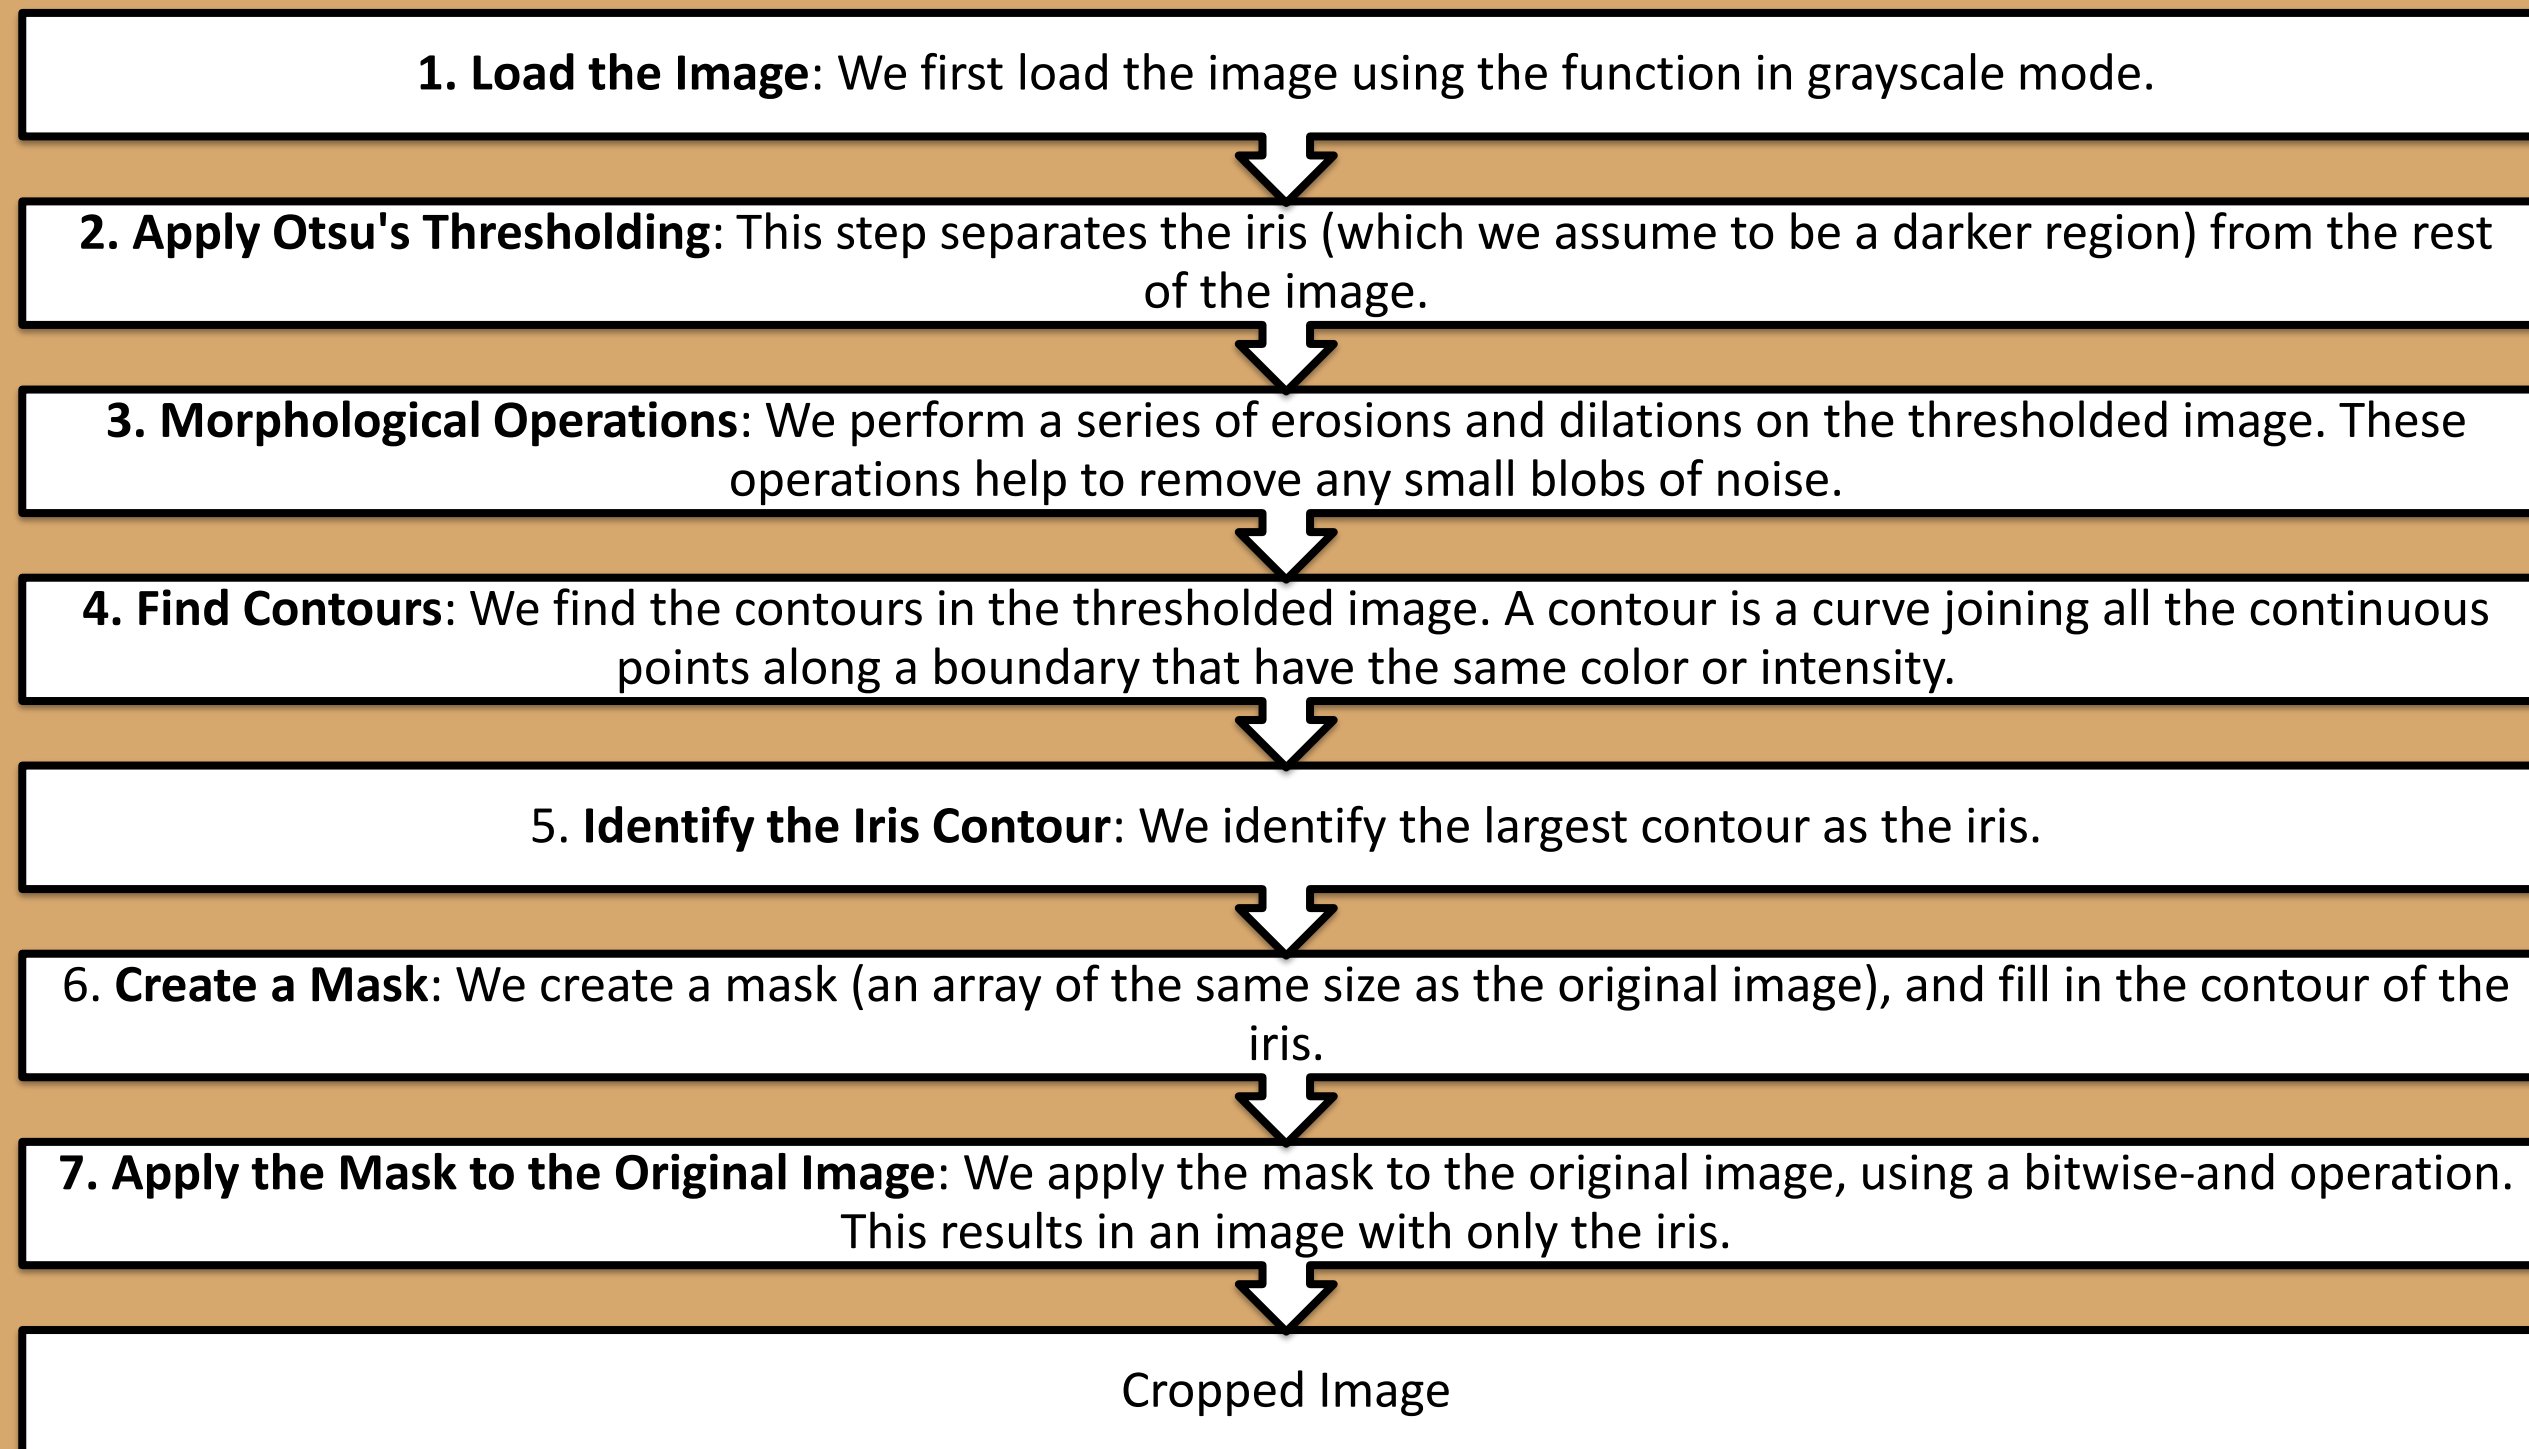 1. Load the Image: We first load the image using the function in grayscale mode.
2. Apply Otsu's Thresholding: This step separates the iris (which we assume to be a darker region) from the rest
of the image.
3. Morphological Operations: We perform a series of erosions and dilations on the thresholded image. These
operations help to remove any small blobs of noise.
4. Find Contours: We find the contours in the thresholded image. A contour is a curve joining all the continuous
points along a boundary that have the same color or intensity.
5. Identify the Iris Contour: We identify the largest contour as the iris.
6. Create a Mask: We create a mask (an array of the same size as the original image), and fill in the contour of the
iris.
7. Apply the Mask to the Original Image: We apply the mask to the original image, using a bitwise-and operation.
This results in an image with only the iris.
Cropped Image